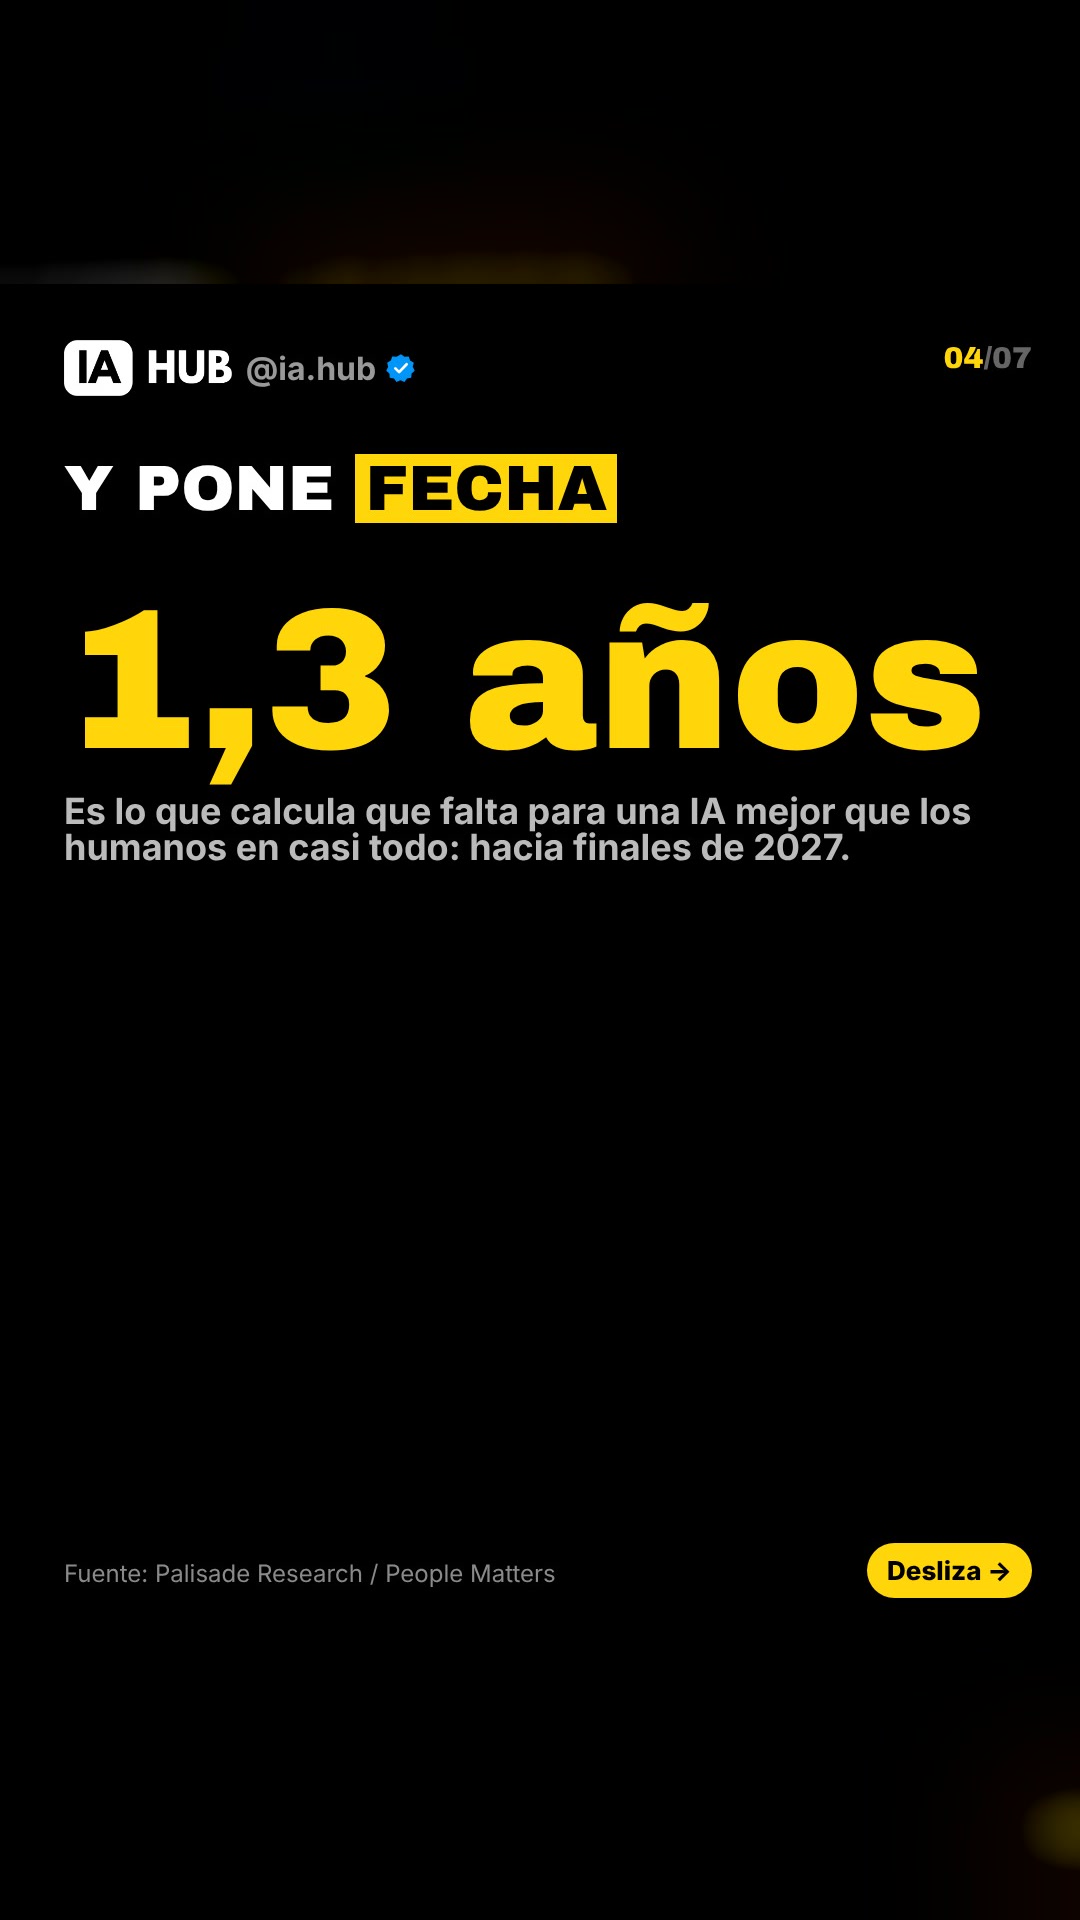 IA HUB @ia.hub
04/07
Y PONE FECHA
1,3 años
Es lo que calcula que falta para una IA mejor que los
humanos en casi todo: hacia finales de 2027.
Fuente: Palisade Research / People Matters
Desliza →